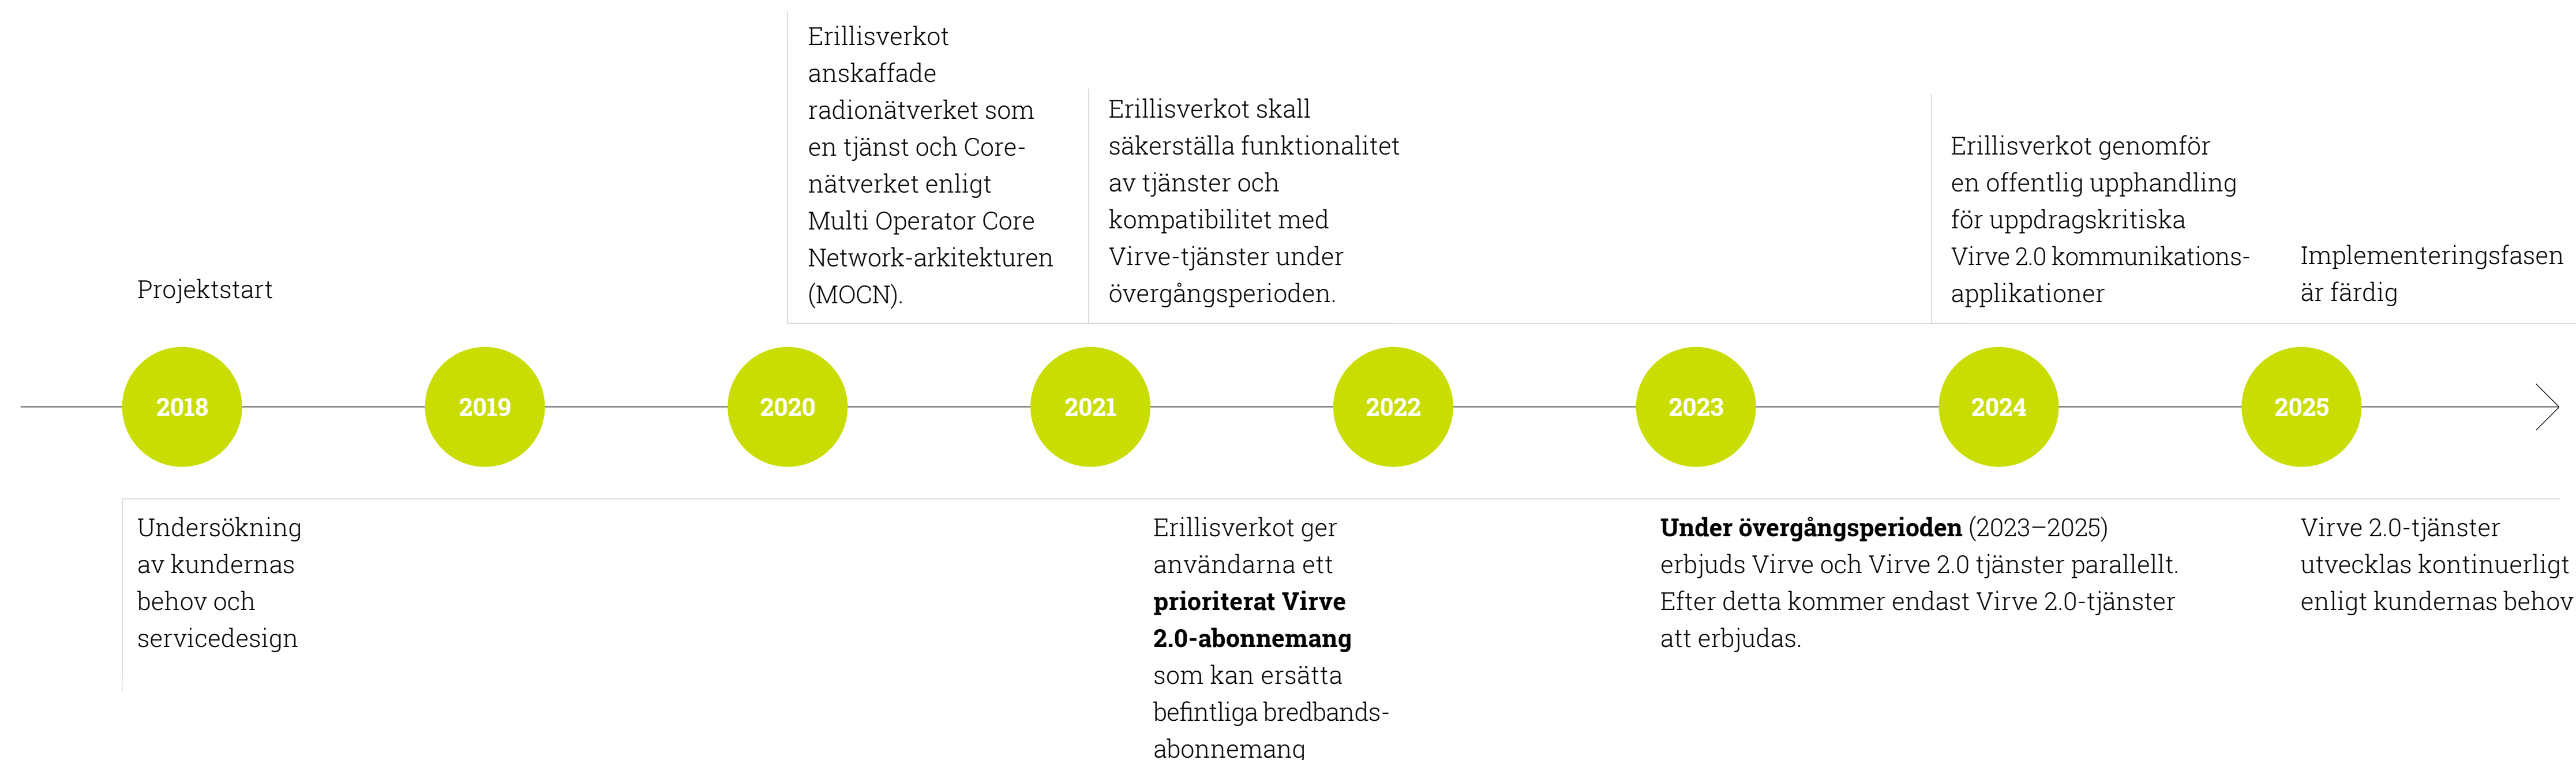 Erillisverkot
anskaffade
radionätverket som
en tjänst och Core-
nätverket enligt
Multi Operator Core
Network-arkitekturen
(MOCN).
Erillisverkot skall
säkerställa funktionalitet
av tjänster och
kompatibilitet med
Virve-tjänster under
övergångsperioden.
Erillisverkot genomför
en offentlig upphandling
för uppdragskritiska
Virve 2.0 kommunikations-
applikationer
Implementeringsfasen
är färdig
Projektstart
2018
2019
2020
2021
2022
2023
2024
2025
Undersökning
av kundernas
behov och
servicedesign
Erillisverkot ger
användarna ett
prioriterat Virve
2.0-abonnemang
som kan ersätta
befintliga bredbands-
abonnemang
Under övergångsperioden (2023–2025)
erbjuds Virve och Virve 2.0 tjänster parallellt.
Efter detta kommer endast Virve 2.0-tjänster
att erbjudas.
Virve 2.0-tjänster
utvecklas kontinuerligt
enligt kundernas behov